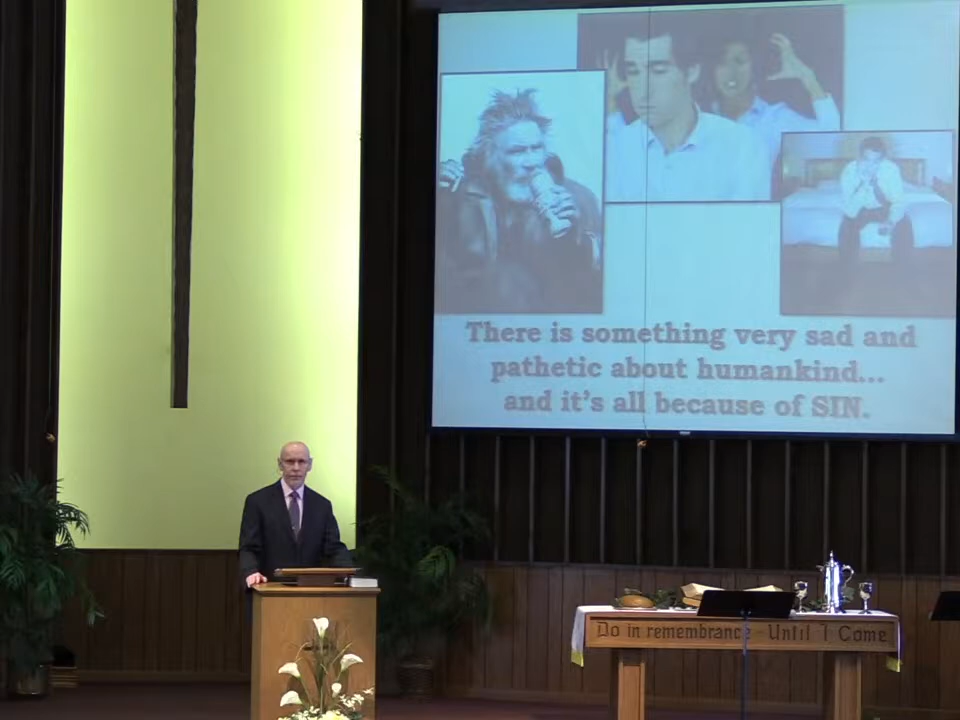 There is something very sad and
pathetic about humankind...
and it's all because of SIN.
Do in remembrance - Until I Come